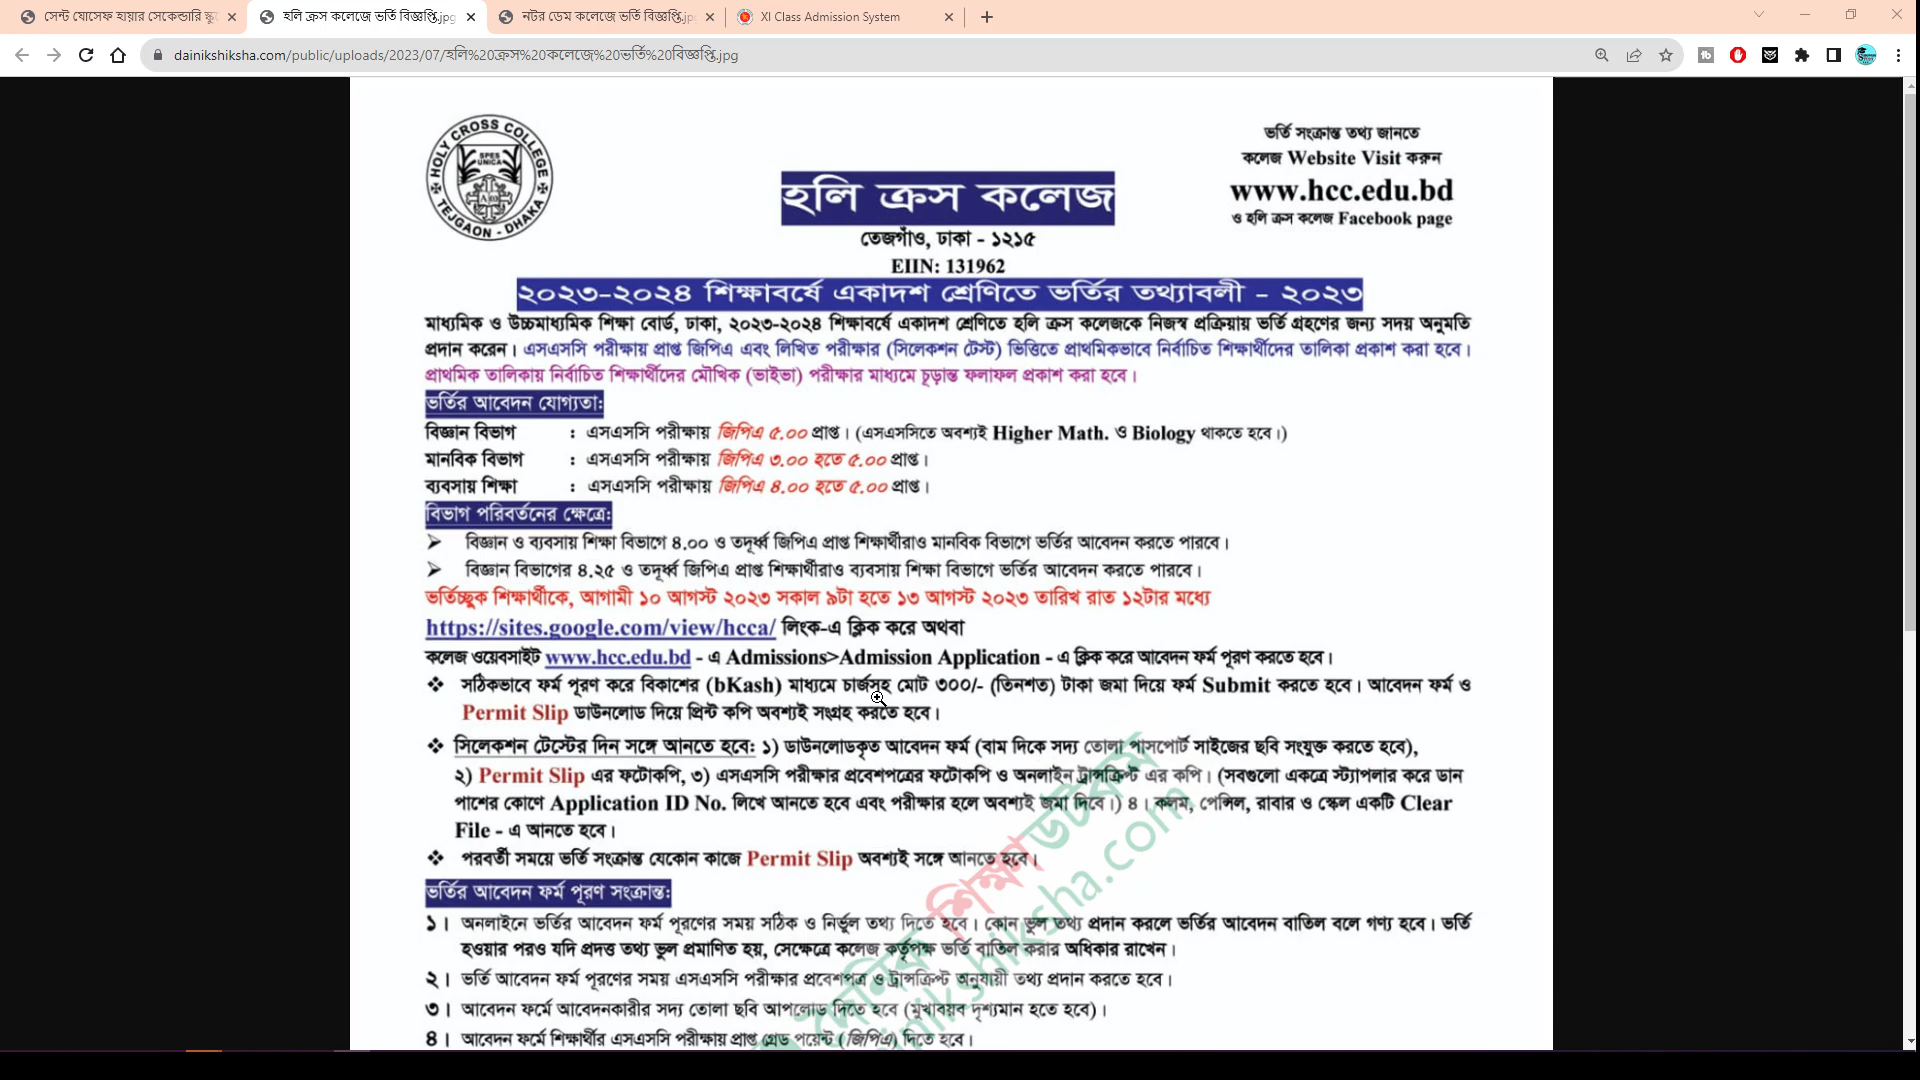 সেন্ট যোসেফ হায়ার সেকেন্ডারি স্কু
হলি ক্রস কলেজে ভর্তি বিজ্ঞপ্তি.jpg
নটর ডেম কলেজে ভর্তি বিজ্ঞপ্তি.jp
XI Class Admission System
dainikshiksha.com/public/uploads/2023/07/হলি%20ক্রস%20কলেজে%20ভর্তি%20বিজ্ঞপ্তি.jpg
HOLY CROSS COLLEGE
SPES UNICA
TEJGAON - DHAKA
ভর্তি সংক্রান্ত তথ্য জানতে
কলেজ Website Visit করুন
www.hcc.edu.bd
ও হলি ক্রস কলেজ Facebook page
হলি ক্রস কলেজ
তেজগাঁও, ঢাকা - ১২১৫
EIIN: 131962
২০২৩-২০২৪ শিক্ষাবর্ষে একাদশ শ্রেণিতে ভর্তির তথ্যাবলী - ২০২৩
মাধ্যমিক ও উচ্চমাধ্যমিক শিক্ষা বোর্ড, ঢাকা, ২০২৩-২০২৪ শিক্ষাবর্ষে একাদশ শ্রেণিতে হলি ক্রস কলেজকে নিজস্ব প্রক্রিয়ায় ভর্তি গ্রহণের জন্য সদয় অনুমতি
প্রদান করেন। এসএসসি পরীক্ষায় প্রাপ্ত জিপিএ এবং লিখিত পরীক্ষার (সিলেকশন টেস্ট) ভিত্তিতে প্রাথমিকভাবে নির্বাচিত শিক্ষার্থীদের তালিকা প্রকাশ করা হবে।
প্রাথমিক তালিকায় নির্বাচিত শিক্ষার্থীদের মৌখিক (ভাইভা) পরীক্ষার মাধ্যমে চূড়ান্ত ফলাফল প্রকাশ করা হবে।
ভর্তির আবেদন যোগ্যতা:
বিজ্ঞান বিভাগ : এসএসসি পরীক্ষায় জিপিএ ৫.০০ প্রাপ্ত। (এসএসসিতে অবশ্যই Higher Math. ও Biology থাকতে হবে।)
মানবিক বিভাগ : এসএসসি পরীক্ষায় জিপিএ ৩.০০ হতে ৫.০০ প্রাপ্ত।
ব্যবসায় শিক্ষা : এসএসসি পরীক্ষায় জিপিএ ৪.০০ হতে ৫.০০ প্রাপ্ত।
বিভাগ পরিবর্তনের ক্ষেত্রে:
➢ বিজ্ঞান ও ব্যবসায় শিক্ষা বিভাগে ৪.০০ ও তদূর্ধ্ব জিপিএ প্রাপ্ত শিক্ষার্থীরাও মানবিক বিভাগে ভর্তির আবেদন করতে পারবে।
➢ বিজ্ঞান বিভাগের ৪.২৫ ও তদূর্ধ্ব জিপিএ প্রাপ্ত শিক্ষার্থীরাও ব্যবসায় শিক্ষা বিভাগে ভর্তির আবেদন করতে পারবে।
ভর্তিচ্ছুক শিক্ষার্থীকে, আগামী ১০ আগস্ট ২০২৩ সকাল ৯টা হতে ১৩ আগস্ট ২০২৩ তারিখ রাত ১২টার মধ্যে
https://sites.google.com/view/hcca/ লিংক-এ ক্লিক করে অথবা
কলেজ ওয়েবসাইট www.hcc.edu.bd - এ Admissions>Admission Application - এ ক্লিক করে আবেদন ফর্ম পূরণ করতে হবে।
❖ সঠিকভাবে ফর্ম পূরণ করে বিকাশের (bKash) মাধ্যমে চার্জসহ মোট ৩০০/- (তিনশত) টাকা জমা দিয়ে ফর্ম Submit করতে হবে। আবেদন ফর্ম ও
Permit Slip ডাউনলোড দিয়ে প্রিন্ট কপি অবশ্যই সংগ্রহ করতে হবে।
❖ সিলেকশন টেস্টের দিন সঙ্গে আনতে হবে: ১) ডাউনলোডকৃত আবেদন ফর্ম (বাম দিকে সদ্য তোলা পাসপোর্ট সাইজের ছবি সংযুক্ত করতে হবে),
২) Permit Slip এর ফটোকপি, ৩) এসএসসি পরীক্ষার প্রবেশপত্রের ফটোকপি ও অনলাইন ট্রান্সক্রিপ্ট এর কপি। (সবগুলো একত্রে স্ট্যাপলার করে ডান
পাশের কোণে Application ID No. লিখে আনতে হবে এবং পরীক্ষার হলে অবশ্যই জমা দিবে।) ৪। কলম, পেন্সিল, রাবার ও স্কেল একটি Clear
File - এ আনতে হবে।
❖ পরবর্তী সময়ে ভর্তি সংক্রান্ত যেকোন কাজে Permit Slip অবশ্যই সঙ্গে আনতে হবে।
ভর্তির আবেদন ফর্ম পূরণ সংক্রান্ত:
১। অনলাইনে ভর্তির আবেদন ফর্ম পূরণের সময় সঠিক ও নির্ভুল তথ্য দিতে হবে। কোন ভুল তথ্য প্রদান করলে ভর্তির আবেদন বাতিল বলে গণ্য হবে। ভর্তি
হওয়ার পরও যদি প্রদত্ত তথ্য ভুল প্রমাণিত হয়, সেক্ষেত্রে কলেজ কর্তৃপক্ষ ভর্তি বাতিল করার অধিকার রাখেন।
২। ভর্তি আবেদন ফর্ম পূরণের সময় এসএসসি পরীক্ষার প্রবেশপত্র ও ট্রান্সক্রিপ্ট অনুযায়ী তথ্য প্রদান করতে হবে।
৩। আবেদন ফর্মে আবেদনকারীর সদ্য তোলা ছবি আপলোড দিতে হবে (মুখাবয়ব দৃশ্যমান হতে হবে)।
৪। আবেদন ফর্মে শিক্ষার্থীর এসএসসি পরীক্ষায় প্রাপ্ত গ্রেড পয়েন্ট (জিপিএ) দিতে হবে।
দৈনিক শিক্ষাডটকম
dainikshiksha.com